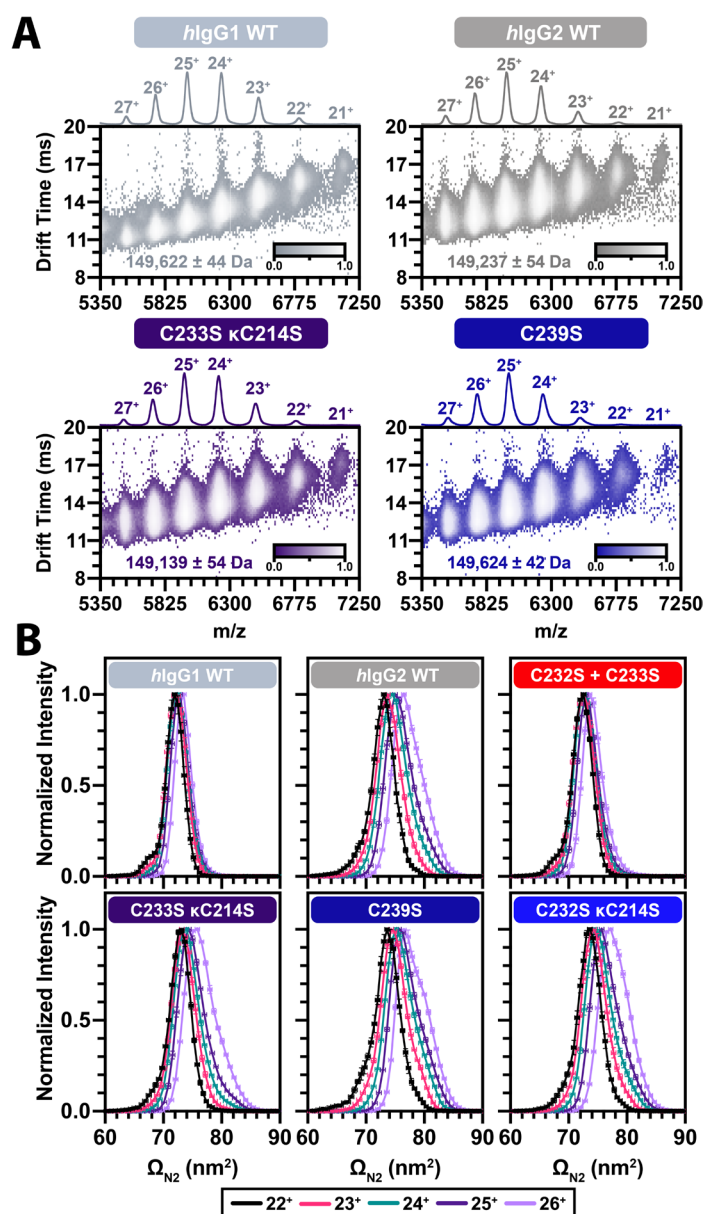 A
hIgG1 WT
hIgG2 WT
27+ 26+ 25+ 24+ 23+ 22+ 21+
27+ 26+ 25+ 24+ 23+ 22+ 21+
Drift Time (ms)
20
17
14
11
8
149,622 ± 44 Da
0.0 1.0
149,237 ± 54 Da
0.0 1.0
5350 5825 6300 6775 7250
5350 5825 6300 6775 7250
C233S κC214S
C239S
27+ 26+ 25+ 24+ 23+ 22+ 21+
27+ 26+ 25+ 24+ 23+ 22+ 21+
Drift Time (ms)
20
17
14
11
8
149,139 ± 54 Da
0.0 1.0
149,624 ± 42 Da
0.0 1.0
5350 5825 6300 6775 7250
5350 5825 6300 6775 7250
m/z
m/z
B
hIgG1 WT
hIgG2 WT
C232S + C233S
Normalized Intensity
1.0
0.5
0.0
C233S κC214S
C239S
C232S κC214S
Normalized Intensity
1.0
0.5
0.0
60 70 80 90
60 70 80 90
60 70 80 90
ΩN2 (nm²)
ΩN2 (nm²)
ΩN2 (nm²)
22+ 23+ 24+ 25+ 26+